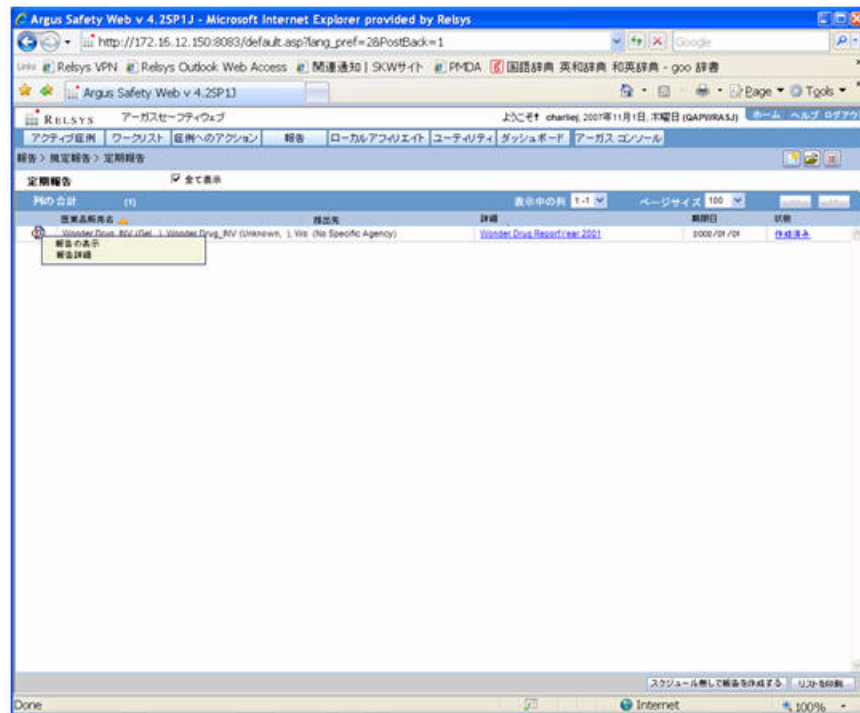 Argus Safety Web v 4.2SP1J - Microsoft Internet Explorer provided by Relsys
http://172.16.12.150:8083/default.asp?lang_pref=2&PostBack=1
Google
Links Relsys VPN Relsys Outlook Web Access 関連通知 | SKWサイト PMDA 国語辞典 英和辞典 和英辞典 - goo 辞書
Argus Safety Web v 4.2SP1J
Page Tools
RELSYS アーガスセーフティウェブ ようこそ! charliej, 2007年11月1日, 木曜日 (QAPWRASJ) ホーム ヘルプ ログアウト
アクティブ症例 ワークリスト 症例へのアクション 報告 ローカルアフィリエイト ユーティリティ ダッシュボード アーガス コンソール
報告 > 規定報告 > 定期報告
定期報告 全て表示
列の合計 (1) 表示中の列 1-1 ページサイズ 100
医薬品販売名 提出先 詳細 期限日 状態
Wonder Drug_INV (Unknown, ), Wo (No Specific Agency) Wonder Drug Report:year 2001 2002/01/01 作成済み
報告の表示
報告詳細
スケジュール無しで報告を作成する リストを印刷
Done Internet 100%